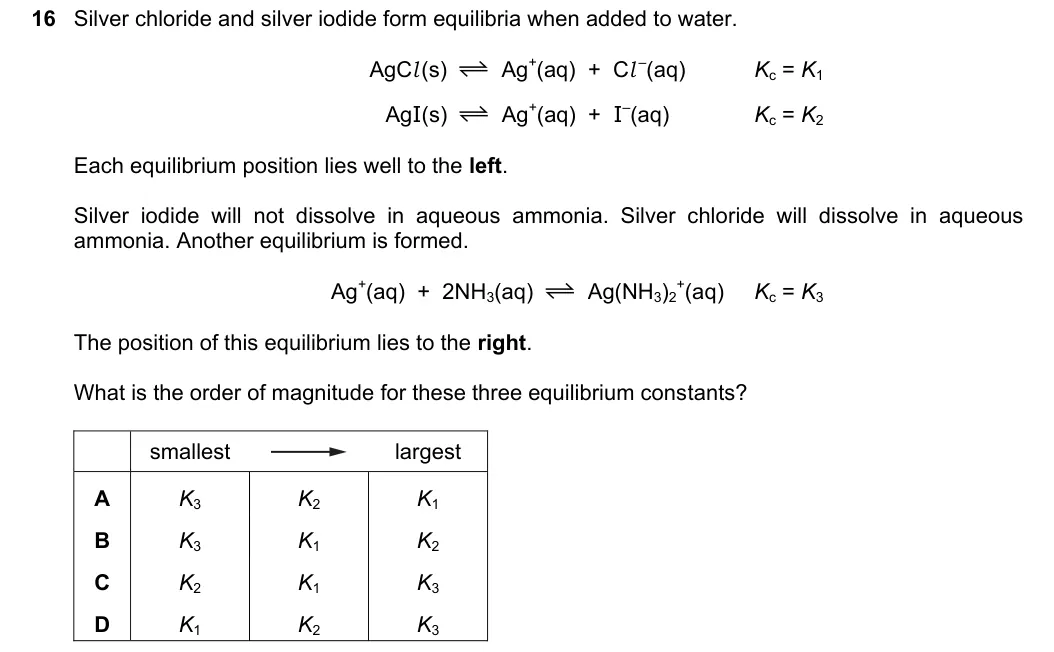 16 Silver chloride and silver iodide form equilibria when added to water.
AgCl(s) ⇌ Ag⁺(aq) + Cl⁻(aq) Kc = K₁
AgI(s) ⇌ Ag⁺(aq) + I⁻(aq) Kc = K₂
Each equilibrium position lies well to the left.
Silver iodide will not dissolve in aqueous ammonia. Silver chloride will dissolve in aqueous
ammonia. Another equilibrium is formed.
Ag⁺(aq) + 2NH₃(aq) ⇌ Ag(NH₃)₂⁺(aq) Kc = K₃
The position of this equilibrium lies to the right.
What is the order of magnitude for these three equilibrium constants?
smallest → largest
A K₃ K₂ K₁
B K₃ K₁ K₂
C K₂ K₁ K₃
D K₁ K₂ K₃